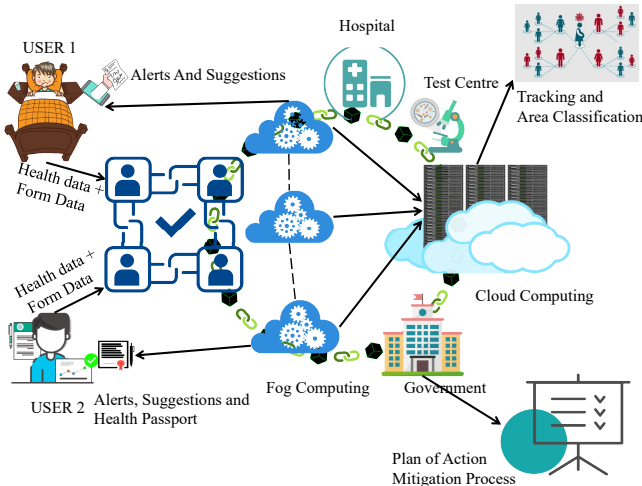 USER 1
Alerts And Suggestions
Hospital
Test Centre
Tracking and
Area Classification
Health data +
Form Data
Health data +
Form Data
Cloud Computing
Fog Computing
Government
USER 2
Alerts, Suggestions and
Health Passport
Plan of Action
Mitigation Process